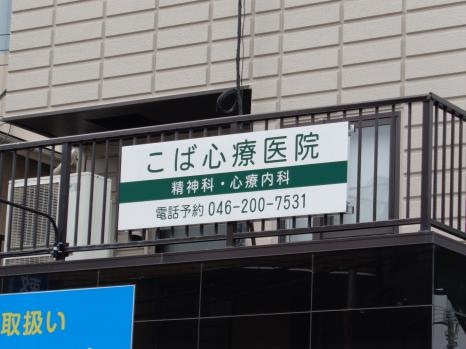 こば心療医院
精神科・心療内科
電話予約 046-200-7531
取扱い